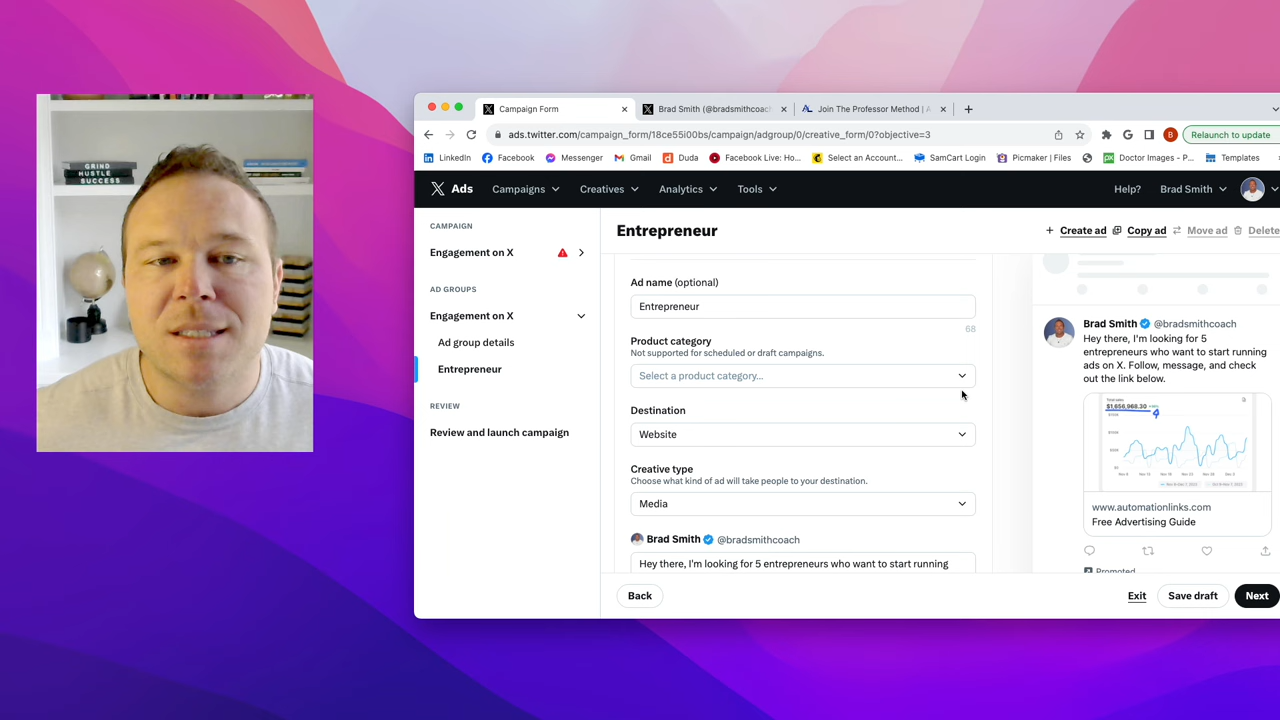 GRIND
HUSTLE
SUCCESS
Campaign Form
Brad Smith (@bradsmithcoach
Join The Professor Method | A
ads.twitter.com/campaign_form/18ce55i00bs/campaign/adgroup/0/creative_form/0?objective=3
B
Relaunch to update
LinkedIn
Facebook
Messenger
Gmail
Duda
Facebook Live: Ho...
Select an Account...
SamCart Login
Picmaker | Files
Doctor Images - P...
Templates
X Ads
Campaigns
Creatives
Analytics
Tools
Help?
Brad Smith
CAMPAIGN
Engagement on X
AD GROUPS
Engagement on X
Ad group details
Entrepreneur
REVIEW
Review and launch campaign
Entrepreneur
+ Create ad
Copy ad
Move ad
Delete
Ad name (optional)
Entrepreneur
68
Product category
Not supported for scheduled or draft campaigns.
Select a product category...
Destination
Website
Creative type
Choose what kind of ad will take people to your destination.
Media
Brad Smith @bradsmithcoach
Hey there, I'm looking for 5 entrepreneurs who want to start running
Brad Smith @bradsmithcoach
Hey there, I'm looking for 5
entrepreneurs who want to start running
ads on X. Follow, message, and check
out the link below.
Total sales
$1,656,968.30
www.automationlinks.com
Free Advertising Guide
Promoted
Back
Exit
Save draft
Next